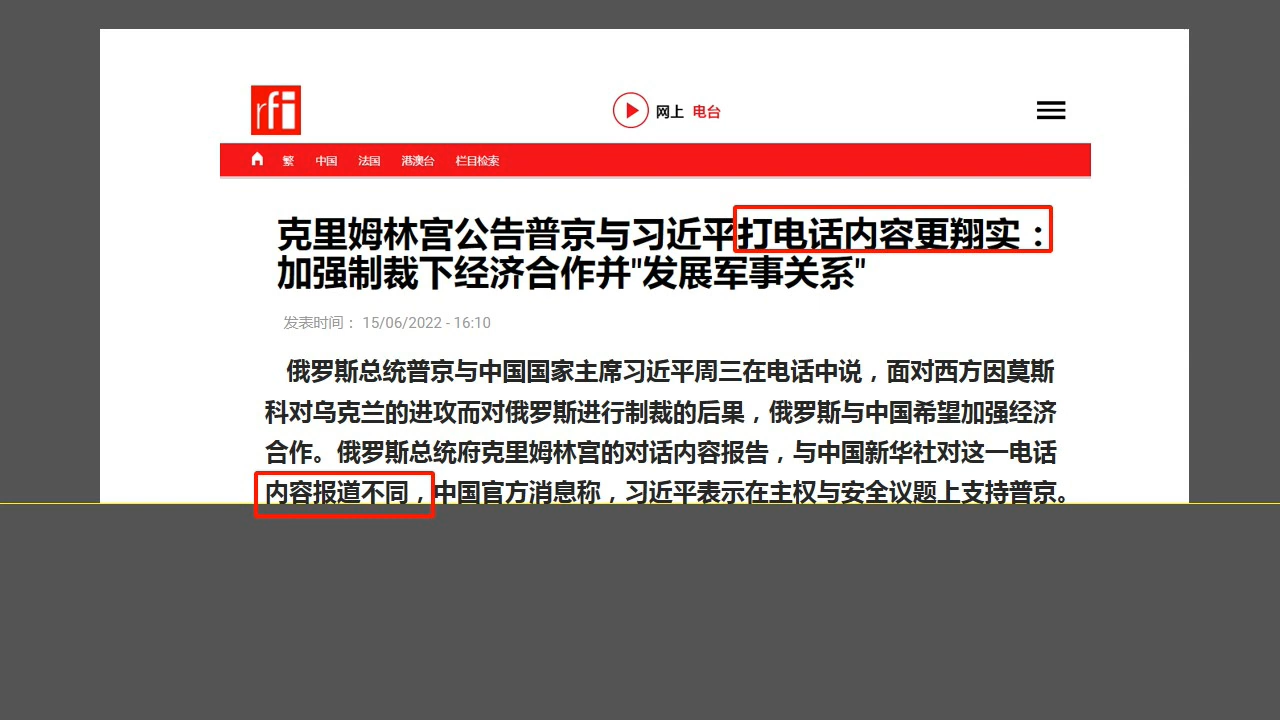 rfi
网上 电台
繁 中国 法国 港澳台 栏目检索
克里姆林宫公告普京与习近平打电话内容更翔实：
加强制裁下经济合作并"发展军事关系"
发表时间： 15/06/2022 - 16:10
俄罗斯总统普京与中国国家主席习近平周三在电话中说，面对西方因莫斯
科对乌克兰的进攻而对俄罗斯进行制裁的后果，俄罗斯与中国希望加强经济
合作。俄罗斯总统府克里姆林宫的对话内容报告，与中国新华社对这一电话
内容报道不同，中国官方消息称，习近平表示在主权与安全议题上支持普京。